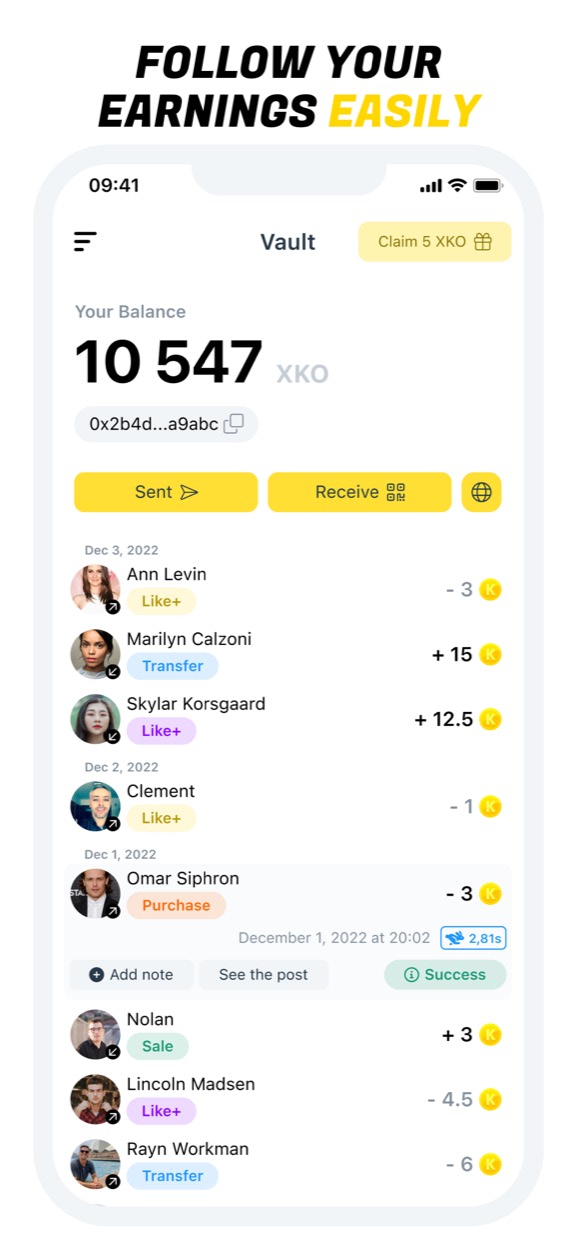 FOLLOW YOUR
EARNINGS EASILY
09:41
Vault
Claim 5 XKO
Your Balance
10 547 XKO
0x2b4d...a9abc
Sent
Receive
Dec 3, 2022
Ann Levin
Like+
- 3 K
Marilyn Calzoni
Transfer
+ 15 K
Skylar Korsgaard
Like+
+ 12.5 K
Dec 2, 2022
Clement
Like+
- 1 K
Dec 1, 2022
STA
Omar Siphron
Purchase
- 3 K
December 1, 2022 at 20:02 2,81s
Add note
See the post
Success
Nolan
Sale
+ 3 K
Lincoln Madsen
Like+
- 4.5 K
Rayn Workman
Transfer
- 6 K